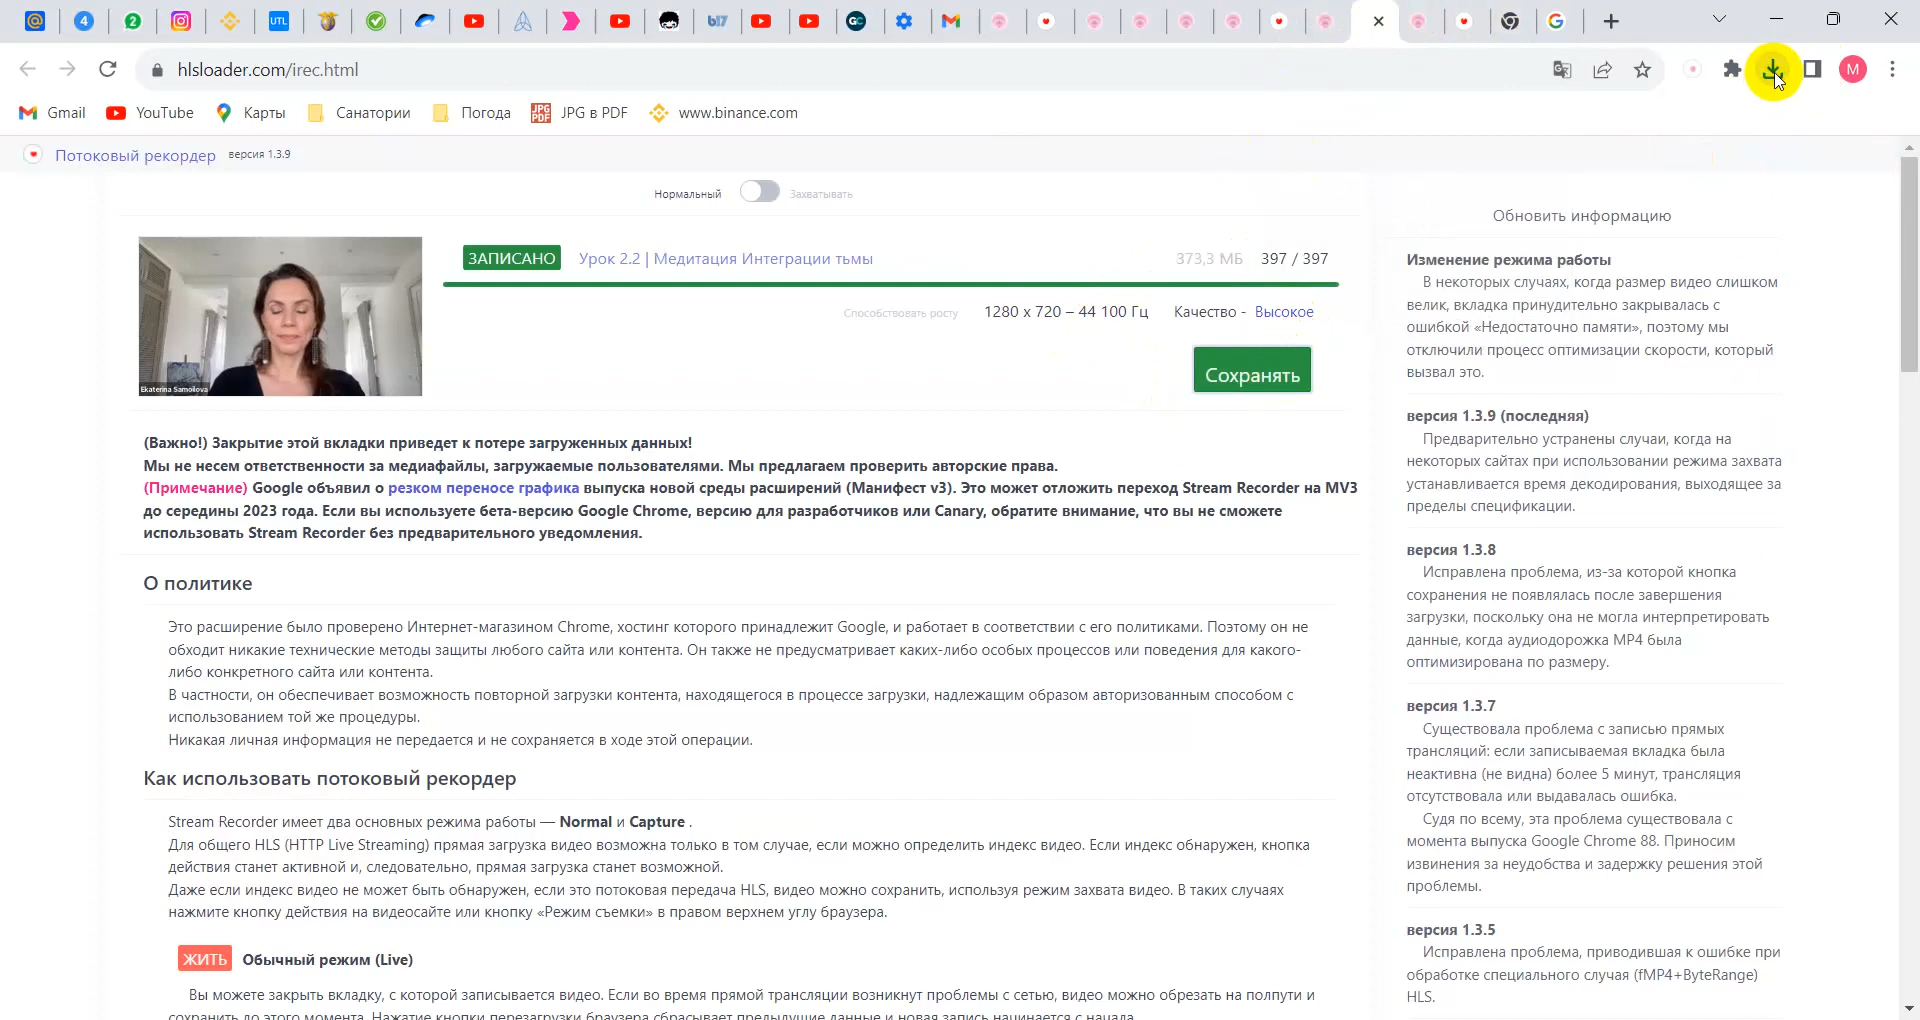 hlsloader.com/irec.html
M
Gmail YouTube Карты Санатории Погода JPG в PDF www.binance.com
Потоковый рекордер версия 1.3.9
Нормальный Захватывать
ЗАПИСАНО Урок 2.2 | Медитация Интеграции тьмы 373,3 МБ 397 / 397
Способствовать росту 1280 x 720 – 44 100 Гц Качество - Высокое
Ekaterina Samoilova
Сохранять
(Важно!) Закрытие этой вкладки приведет к потере загруженных данных!
Мы не несем ответственности за медиафайлы, загружаемые пользователями. Мы предлагаем проверить авторские права.
(Примечание) Google объявил о резком переносе графика выпуска новой среды расширений (Манифест v3). Это может отложить переход Stream Recorder на MV3
до середины 2023 года. Если вы используете бета-версию Google Chrome, версию для разработчиков или Canary, обратите внимание, что вы не сможете
использовать Stream Recorder без предварительного уведомления.
О политике
Это расширение было проверено Интернет-магазином Chrome, хостинг которого принадлежит Google, и работает в соответствии с его политиками. Поэтому он не
обходит никакие технические методы защиты любого сайта или контента. Он также не предусматривает каких-либо особых процессов или поведения для какого-
либо конкретного сайта или контента.
В частности, он обеспечивает возможность повторной загрузки контента, находящегося в процессе загрузки, надлежащим образом авторизованным способом с
использованием той же процедуры.
Никакая личная информация не передается и не сохраняется в ходе этой операции.
Как использовать потоковый рекордер
Stream Recorder имеет два основных режима работы — Normal и Capture .
Для общего HLS (HTTP Live Streaming) прямая загрузка видео возможна только в том случае, если можно определить индекс видео. Если индекс обнаружен, кнопка
действия станет активной и, следовательно, прямая загрузка станет возможной.
Даже если индекс видео не может быть обнаружен, если это потоковая передача HLS, видео можно сохранить, используя режим захвата видео. В таких случаях
нажмите кнопку действия на видеосайте или кнопку «Режим съемки» в правом верхнем углу браузера.
ЖИТЬ Обычный режим (Live)
Вы можете закрыть вкладку, с которой записывается видео. Если во время прямой трансляции возникнут проблемы с сетью, видео можно обрезать на полпути и
сохранить до этого момента. Нажатие кнопки перезагрузки браузера сбрасывает предыдущие данные и новая запись начинается с начала.
Обновить информацию
Изменение режима работы
В некоторых случаях, когда размер видео слишком
велик, вкладка принудительно закрывалась с
ошибкой «Недостаточно памяти», поэтому мы
отключили процесс оптимизации скорости, который
вызвал это.
версия 1.3.9 (последняя)
Предварительно устранены случаи, когда на
некоторых сайтах при использовании режима захвата
устанавливается время декодирования, выходящее за
пределы спецификации.
версия 1.3.8
Исправлена проблема, из-за которой кнопка
сохранения не появлялась после завершения
загрузки, поскольку она не могла интерпретировать
данные, когда аудиодорожка MP4 была
оптимизирована по размеру.
версия 1.3.7
Существовала проблема с записью прямых
трансляций: если записываемая вкладка была
неактивна (не видна) более 5 минут, трансляция
отсутствовала или выдавалась ошибка.
Судя по всему, эта проблема существовала с
момента выпуска Google Chrome 88. Приносим
извинения за неудобства и задержку решения этой
проблемы.
версия 1.3.5
Исправлена проблема, приводившая к ошибке при
обработке специального случая (fMP4+ByteRange)
HLS.